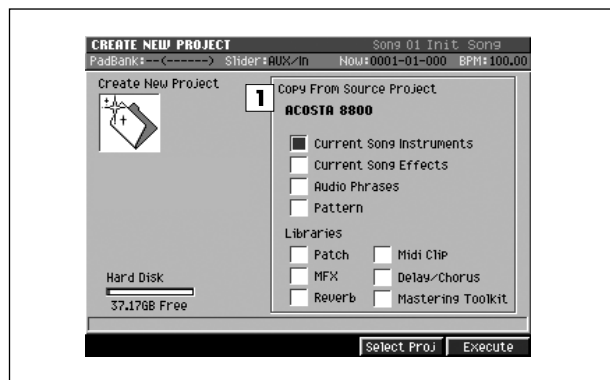 CREATE NEW PROJECT Song 01 Init Song
PadBank:--(------) Slider:AUX/In Now:0001-01-000 BPM:100.00
Create New Project
1
Copy From Source Project
ACOSTA 8800
Current Song Instruments
Current Song Effects
Audio Phrases
Pattern
Libraries
Patch Midi Clip
MFX Delay/Chorus
Reverb Mastering Toolkit
Hard Disk
37.17GB Free
Select Proj Execute